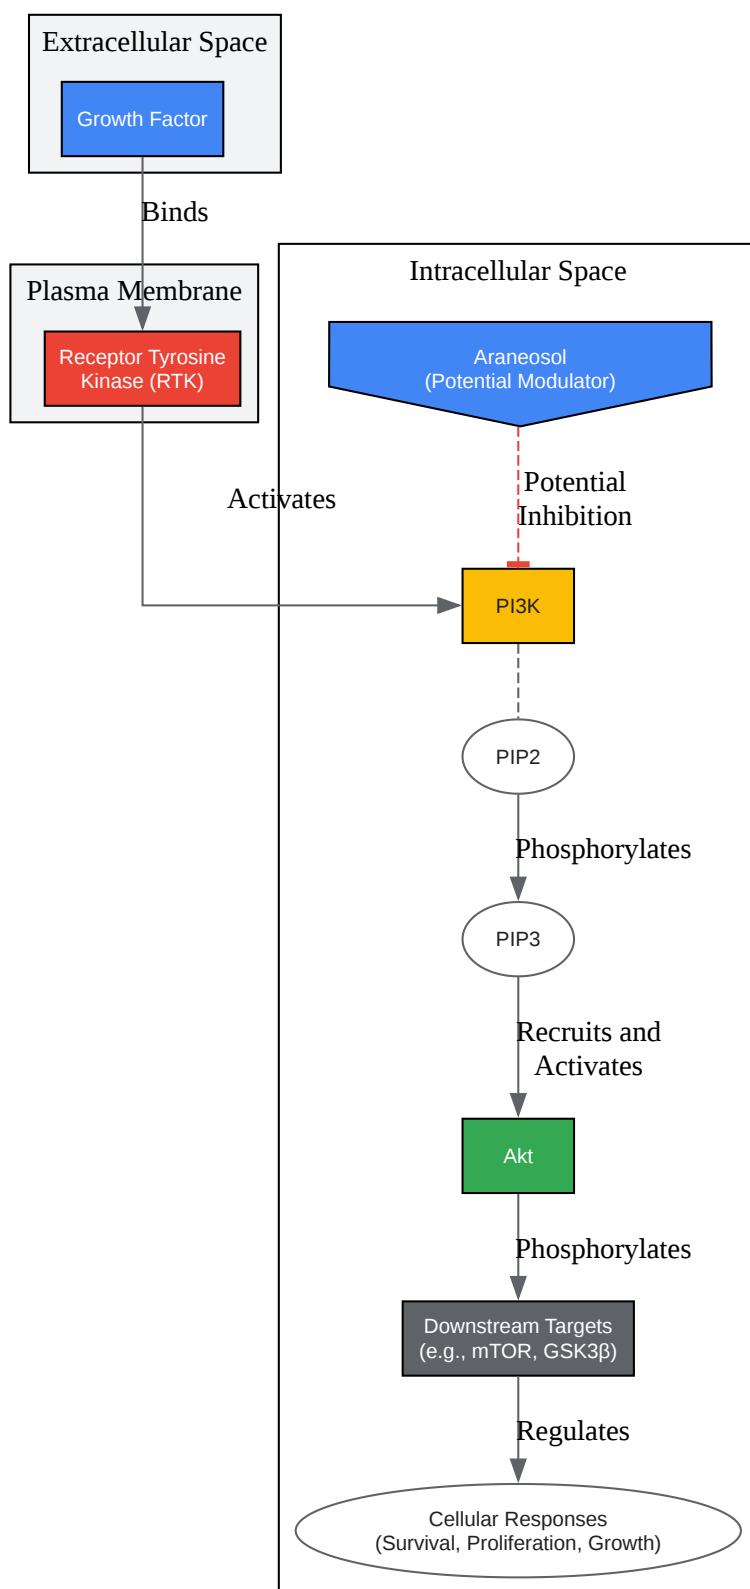 Extracellular Space
Growth Factor
Binds
Plasma Membrane
Receptor Tyrosine
Kinase (RTK)
Activates
Intracellular Space
Araneosol
(Potential Modulator)
Potential
Inhibition
PI3K
PIP2
Phosphorylates
PIP3
Recruits and
Activates
Akt
Phosphorylates
Downstream Targets
(e.g., mTOR, GSK3β)
Regulates
Cellular Responses
(Survival, Proliferation, Growth)